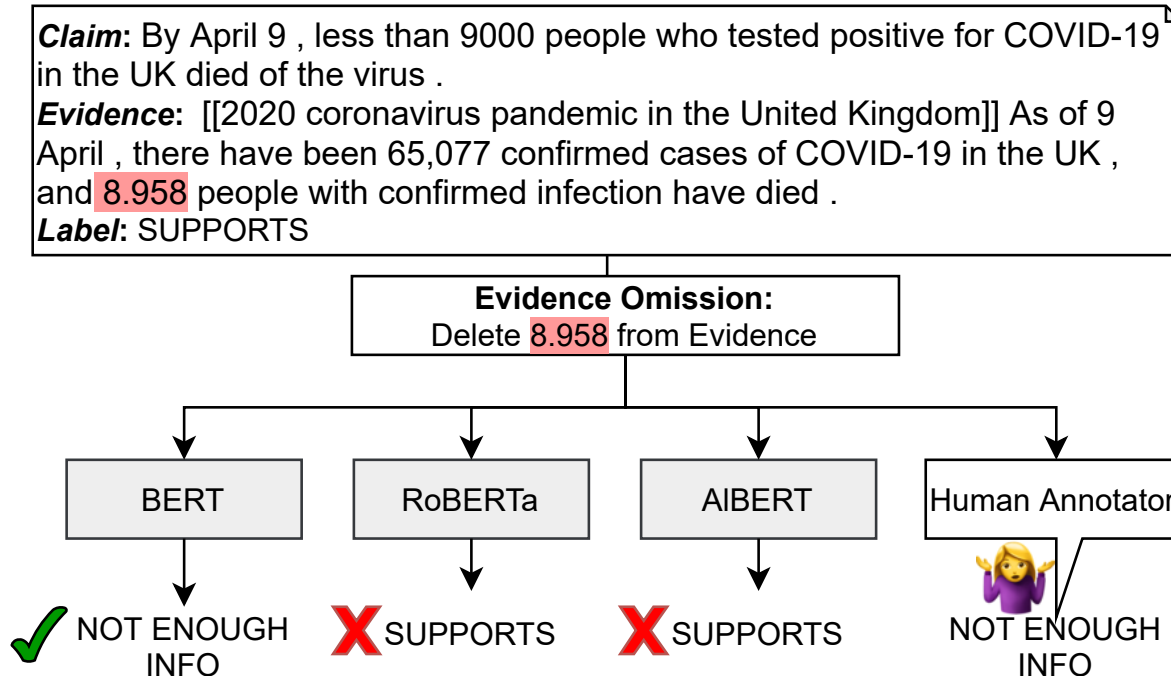 Claim: By April 9 , less than 9000 people who tested positive for COVID-19
in the UK died of the virus .
Evidence: [[2020 coronavirus pandemic in the United Kingdom]] As of 9
April , there have been 65,077 confirmed cases of COVID-19 in the UK ,
and 8.958 people with confirmed infection have died .
Label: SUPPORTS
Evidence Omission:
Delete 8.958 from Evidence
BERT
RoBERTa
AlBERT
Human Annotator
NOT ENOUGH
INFO
SUPPORTS
SUPPORTS
NOT ENOUGH
INFO